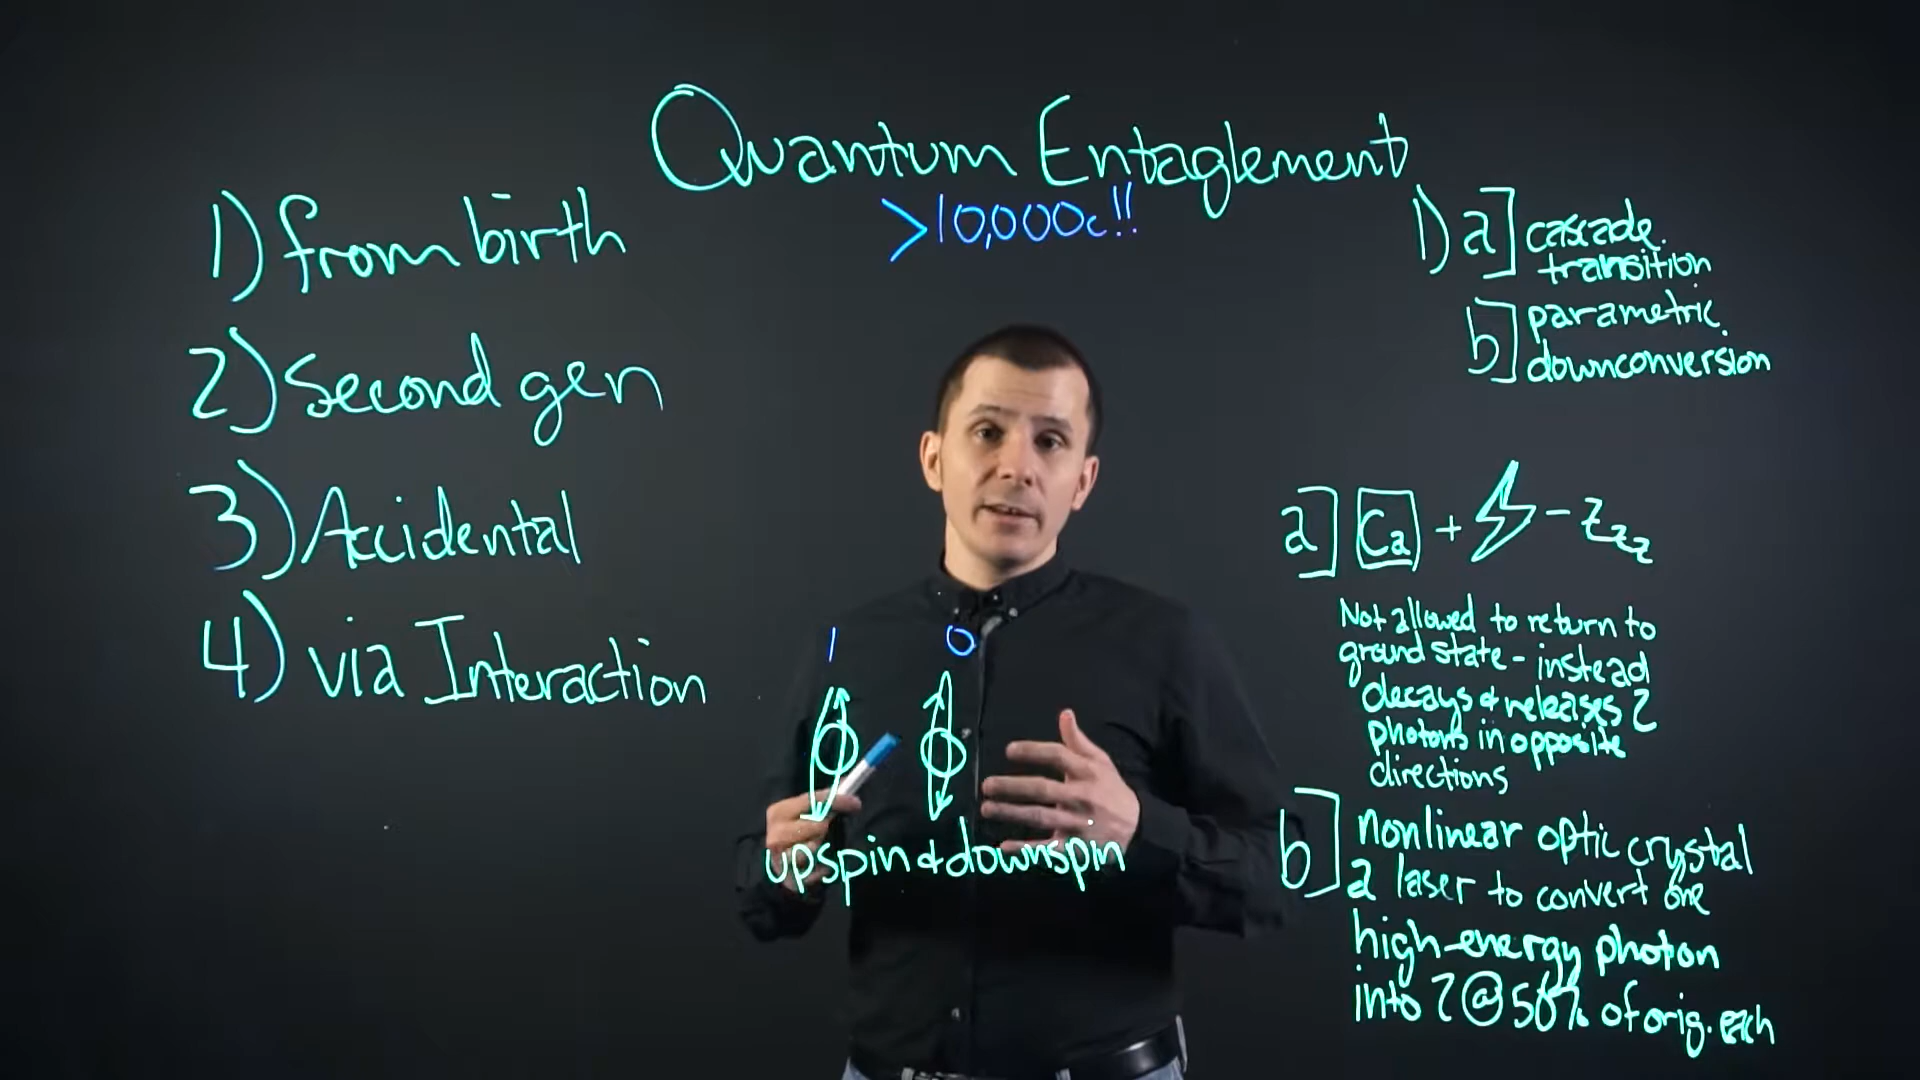 Quantum Entaglement
>10,000c!!
1) from birth
2) Second gen
3) Accidental
4) via Interaction
1 0
upspin & downspin
1) a] cascade
transition
b] parametric
downconversion
a] Ca + - zzzz
Not allowed to return to
ground state - instead
decays & releases 2
photons in opposite
directions
b] nonlinear optic crystal
a laser to convert one
high-energy photon
into 2 @ 50% of orig. each